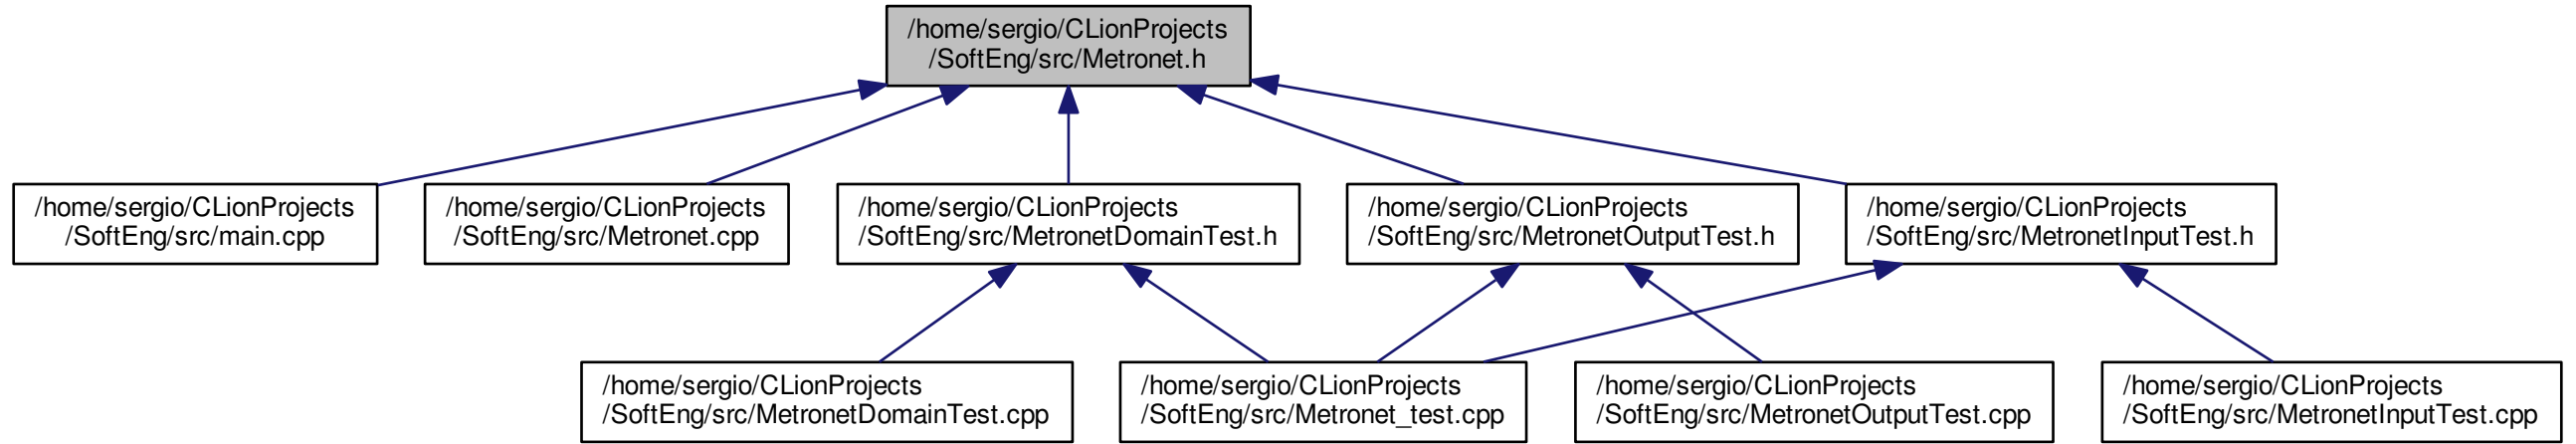 /home/sergio/CLionProjects
/SoftEng/src/Metronet.h
/home/sergio/CLionProjects
/SoftEng/src/main.cpp
/home/sergio/CLionProjects
/SoftEng/src/Metronet.cpp
/home/sergio/CLionProjects
/SoftEng/src/MetronetDomainTest.h
/home/sergio/CLionProjects
/SoftEng/src/MetronetOutputTest.h
/home/sergio/CLionProjects
/SoftEng/src/MetronetInputTest.h
/home/sergio/CLionProjects
/SoftEng/src/MetronetDomainTest.cpp
/home/sergio/CLionProjects
/SoftEng/src/Metronet_test.cpp
/home/sergio/CLionProjects
/SoftEng/src/MetronetOutputTest.cpp
/home/sergio/CLionProjects
/SoftEng/src/MetronetInputTest.cpp